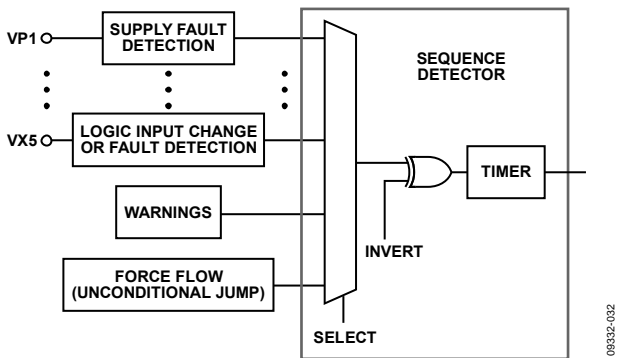 VP1
SUPPLY FAULT
DETECTION
SEQUENCE
DETECTOR
VX5
LOGIC INPUT CHANGE
OR FAULT DETECTION
TIMER
WARNINGS
INVERT
FORCE FLOW
(UNCONDITIONAL JUMP)
SELECT
09332-032